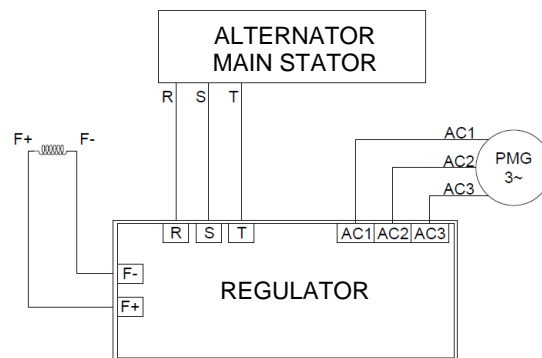 ALTERNATOR
MAIN STATOR
R S T
F+ F-
AC1
AC2
AC3
PMG
3~
R S T AC1 AC2 AC3
F-
F+
REGULATOR